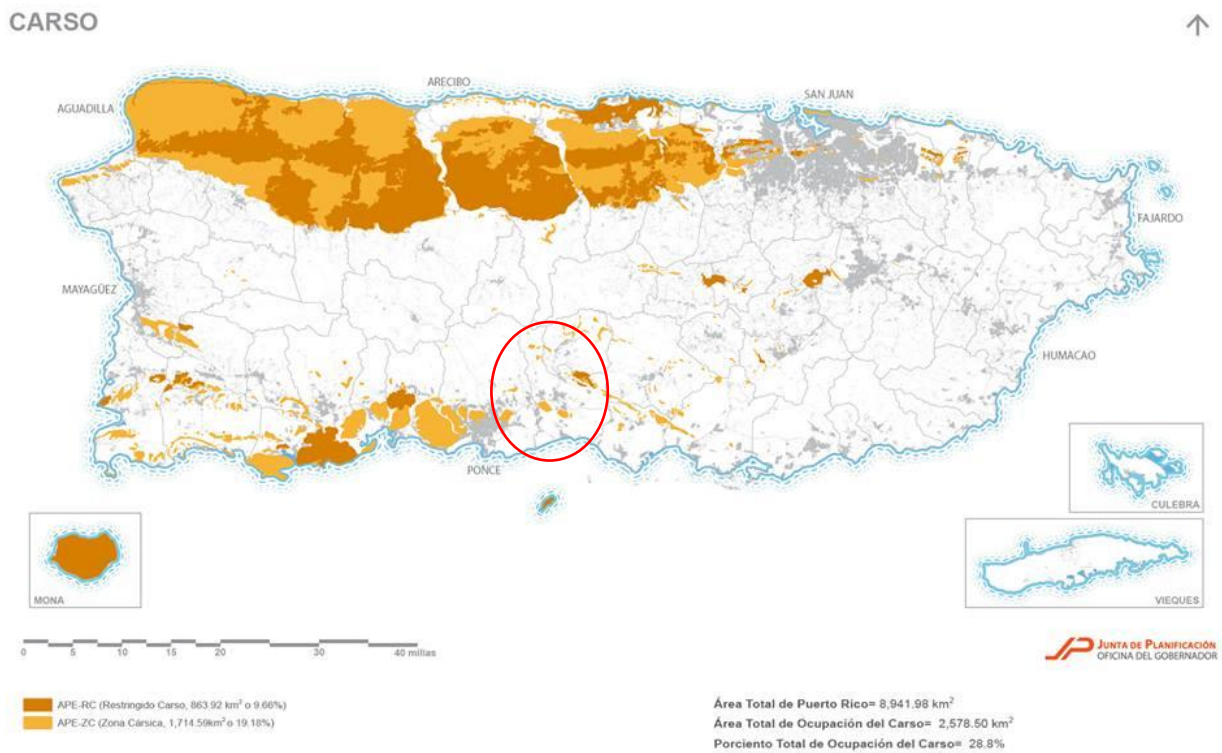 CARSO
ARECIBO
AGUADILLA
SAN JUAN
FAJARDO
MAYAGÜEZ
HUMACAO
PONCE
CULEBRA
MONA
VIEQUES
0 5 10 15 20 30 40 millas
JP JUNTA DE PLANIFICACIÓN
OFICINA DEL GOBERNADOR
APE-RC (Restringido Carso, 863.92 km² o 9.66%)
APE-ZC (Zona Cársica, 1,714.59km² o 19.18%)
Área Total de Puerto Rico= 8,941.98 km²
Área Total de Ocupación del Carso= 2,578.50 km²
Porciento Total de Ocupación del Carso= 28.8%